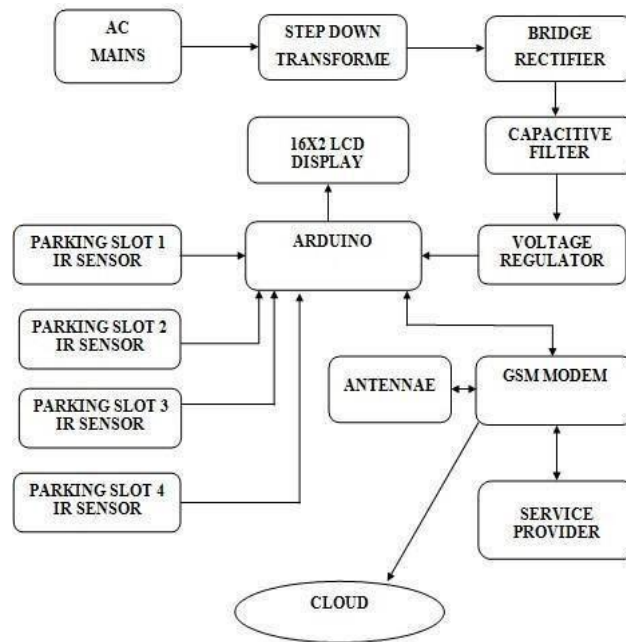 AC
MAINS
STEP DOWN
TRANSFORME
BRIDGE
RECTIFIER
16X2 LCD
DISPLAY
CAPACITIVE
FILTER
PARKING SLOT 1
IR SENSOR
ARDUINO
VOLTAGE
REGULATOR
PARKING SLOT 2
IR SENSOR
ANTENNAE
GSM MODEM
PARKING SLOT 3
IR SENSOR
PARKING SLOT 4
IR SENSOR
SERVICE
PROVIDER
CLOUD